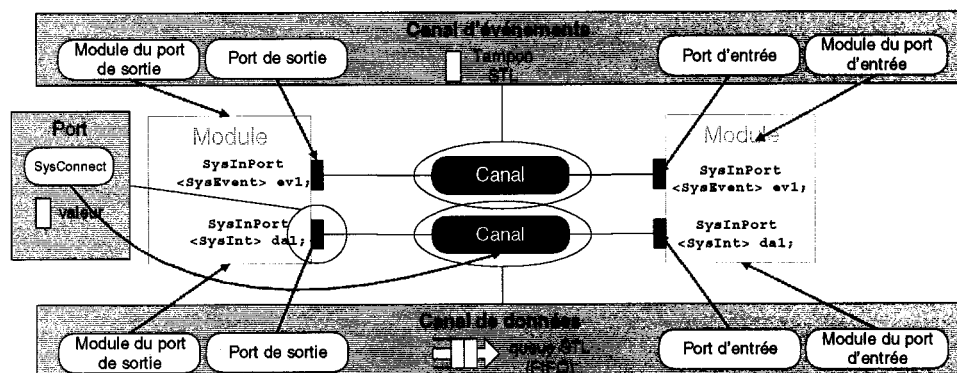 Canal d'événements
Module du port
de sortie
Port de sortie
Tampon
STL
Port d'entrée
Module du port
d'entrée
Port
SysConnect
valeur
Module
SysInPort
<SysEvent> ev1;
SysInPort
<SysInt> da1;
Canal
Canal
Module
SysInPort
<SysEvent> ev1;
SysInPort
<SysInt> da1;
Canal de données
Module du port
de sortie
Port de sortie
queue STL
(FIFO)
Port d'entrée
Module du port
d'entrée